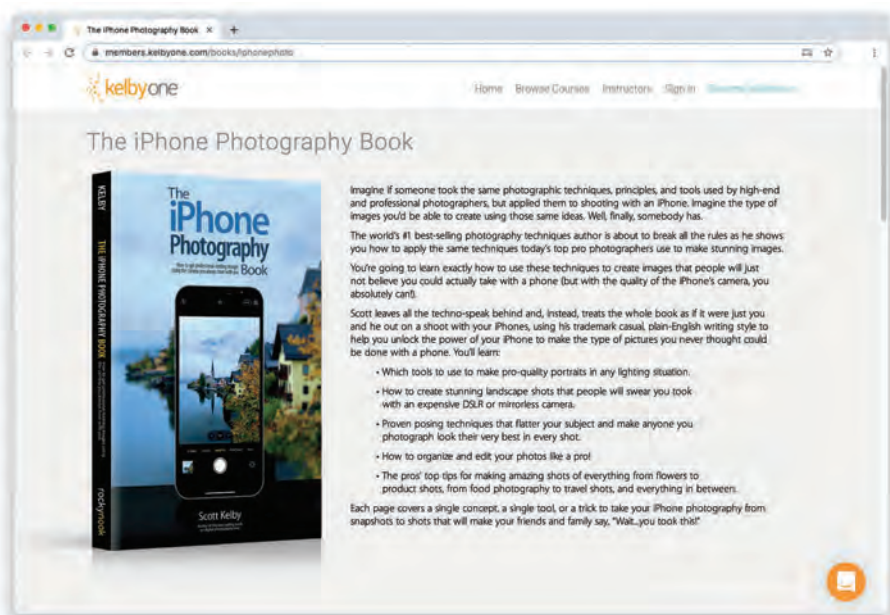 The iPhone Photography Book
members.kelbyone.com/books/iphonephoto
kelbyone
Home Browse Courses Instructors Sign In
The iPhone Photography Book
KELBY
THE IPHONE PHOTOGRAPHY BOOK
rockynook
The
iPhone
Photography
Book
Scott Kelby
Imagine if someone took the same photographic techniques, principles, and tools used by high-end
and professional photographers, but applied them to shooting with an iPhone. Imagine the type of
images you'd be able to create using those same ideas. Well, finally, somebody has.
The world's #1 best-selling photography techniques author is about to break all the rules as he shows
you how to apply the same techniques today's top pro photographers use to make stunning images.
You're going to learn exactly how to use these techniques to create images that people will just
not believe you could actually take with a phone (but with the quality of the iPhone's camera, you
absolutely can!).
Scott leaves all the techno-speak behind and, instead, treats the whole book as if it were just you
and he out on a shoot with your iPhones, using his trademark casual, plain-English writing style to
help you unlock the power of your iPhone to make the type of pictures you never thought could
be done with a phone. You'll learn:
• Which tools to use to make pro-quality portraits in any lighting situation.
• How to create stunning landscape shots that people will swear you took
with an expensive DSLR or mirrorless camera.
• Proven posing techniques that flatter your subject and make anyone you
photograph look their very best in every shot.
• How to organize and edit your photos like a pro!
• The pros' top tips for making amazing shots of everything from flowers to
product shots, from food photography to travel shots, and everything in between.
Each page covers a single concept, a single tool, or a trick to take your iPhone photography from
snapshots to shots that will make your friends and family say, "Wait...you took this!"